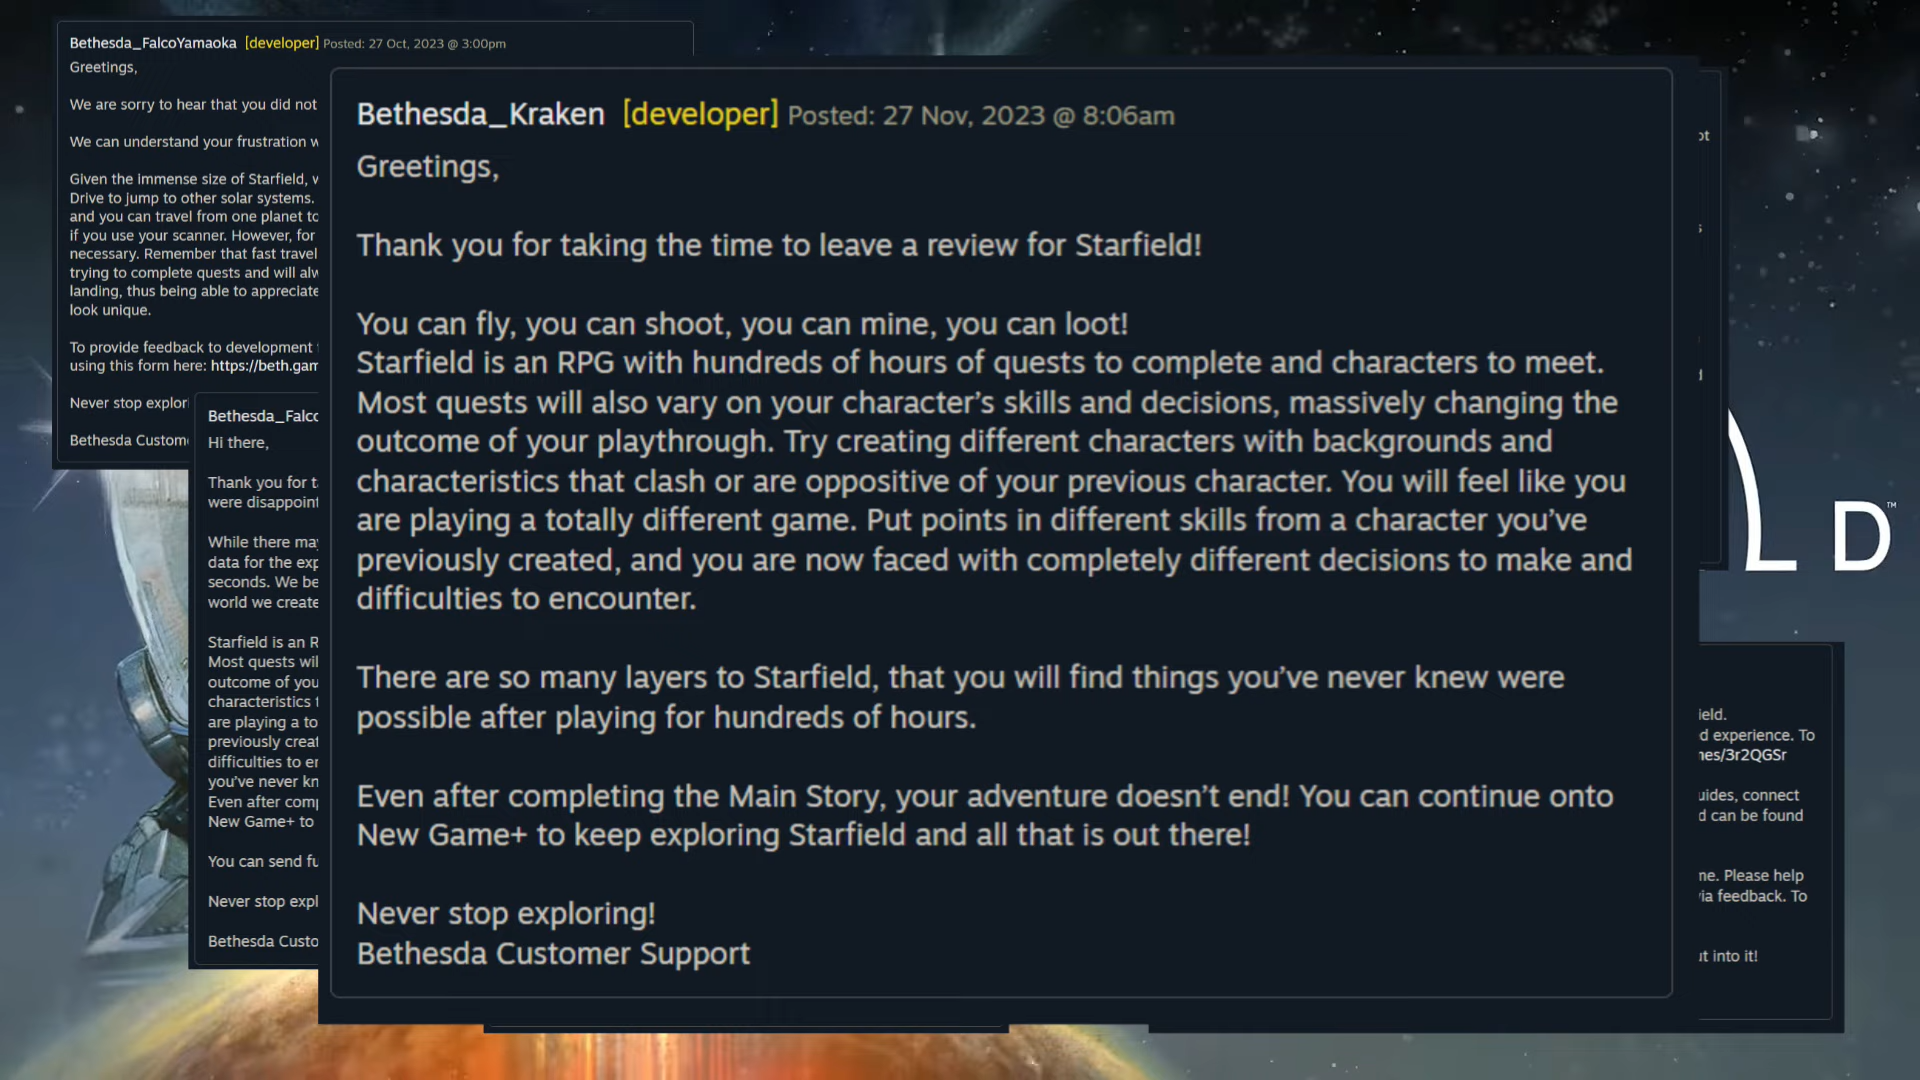 Bethesda_FalcoYamaoka [developer] Posted: 27 Oct, 2023 @ 3:00pm
Greetings,
We are sorry to hear that you did not
We can understand your frustration
Given the immense size of Starfield,
Drive to jump to other solar systems.
and you can travel from one planet to
if you use your scanner. However, for
necessary. Remember that fast travel
trying to complete quests and will
landing, thus being able to appreciate
look unique.
To provide feedback to development
using this form here: https://beth.gam
Never stop explor
Bethesda Custom
Bethesda_Falco
Hi there,
Thank you for
were disappoint
While there may
data for the exp
seconds. We be
world we create
Starfield is an R
Most quests wil
outcome of you
characteristics
are playing a to
previously creat
difficulties to en
you've never kn
Even after comp
New Game+ to
You can send fu
Never stop expl
Bethesda Custo
Bethesda_Kraken [developer] Posted: 27 Nov, 2023 @ 8:06am
Greetings,
Thank you for taking the time to leave a review for Starfield!
You can fly, you can shoot, you can mine, you can loot!
Starfield is an RPG with hundreds of hours of quests to complete and characters to meet.
Most quests will also vary on your character's skills and decisions, massively changing the
outcome of your playthrough. Try creating different characters with backgrounds and
characteristics that clash or are oppositive of your previous character. You will feel like you
are playing a totally different game. Put points in different skills from a character you've
previously created, and you are now faced with completely different decisions to make and
difficulties to encounter.
There are so many layers to Starfield, that you will find things you've never knew were
possible after playing for hundreds of hours.
Even after completing the Main Story, your adventure doesn't end! You can continue onto
New Game+ to keep exploring Starfield and all that is out there!
Never stop exploring!
Bethesda Customer Support
ot
s
d
L D™
ield.
d experience. To
nes/3r2QGSr
uides, connect
d can be found
me. Please help
via feedback. To
ut into it!